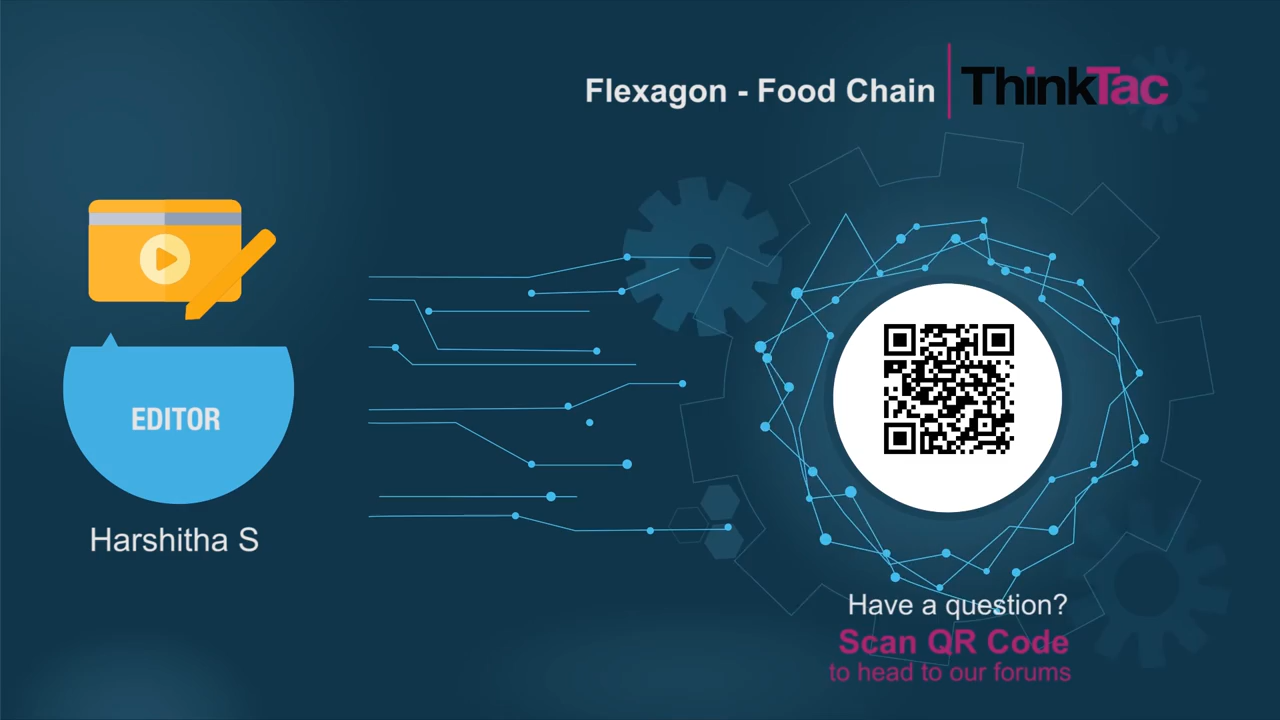 Flexagon - Food Chain
ThinkTac
EDITOR
Harshitha S
Have a question?
Scan QR Code
to head to our forums